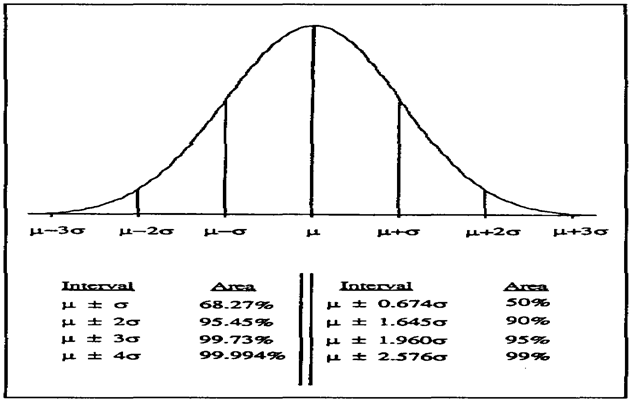 μ−3σ μ−2σ μ−σ μ μ+σ μ+2σ μ+3σ
Interval Area Interval Area
μ ± σ 68.27% μ ± 0.674σ 50%
μ ± 2σ 95.45% μ ± 1.645σ 90%
μ ± 3σ 99.73% μ ± 1.960σ 95%
μ ± 4σ 99.994% μ ± 2.576σ 99%